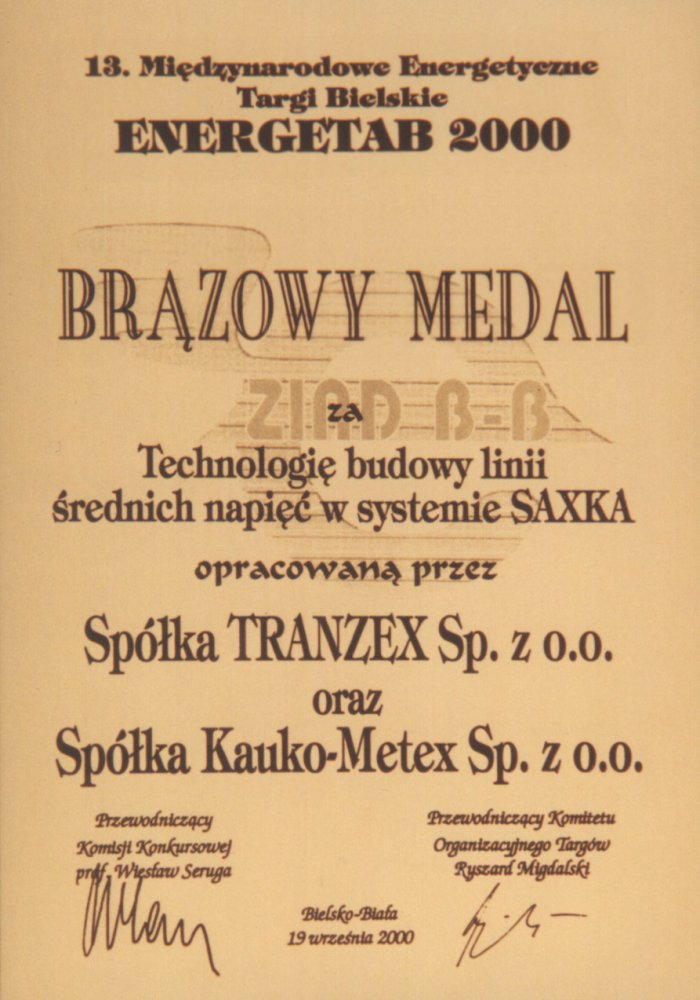 13. Międzynarodowe Energetyczne
Targi Bielskie
ENERGETAB 2000
BRĄZOWY MEDAL
ZIAD B-B
za
Technologię budowy linii
średnich napięć w systemie SAXKA
opracowaną przez
Spółka TRANZEX Sp. z o.o.
oraz
Spółka Kauko-Metex Sp. z o.o.
Przewodniczący
Komisji Konkursowej
prof. Wiesław Seruga
Przewodniczący Komitetu
Organizacyjnego Targów
Ryszard Migdalski
Bielsko-Biała
19 września 2000